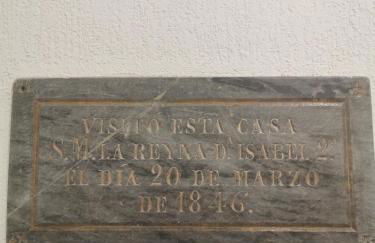 VISITO ESTA CASA
S.M. LA REYNA D.ª ISABEL 2.ª
EL DIA 20 DE MARZO
DE 1846.